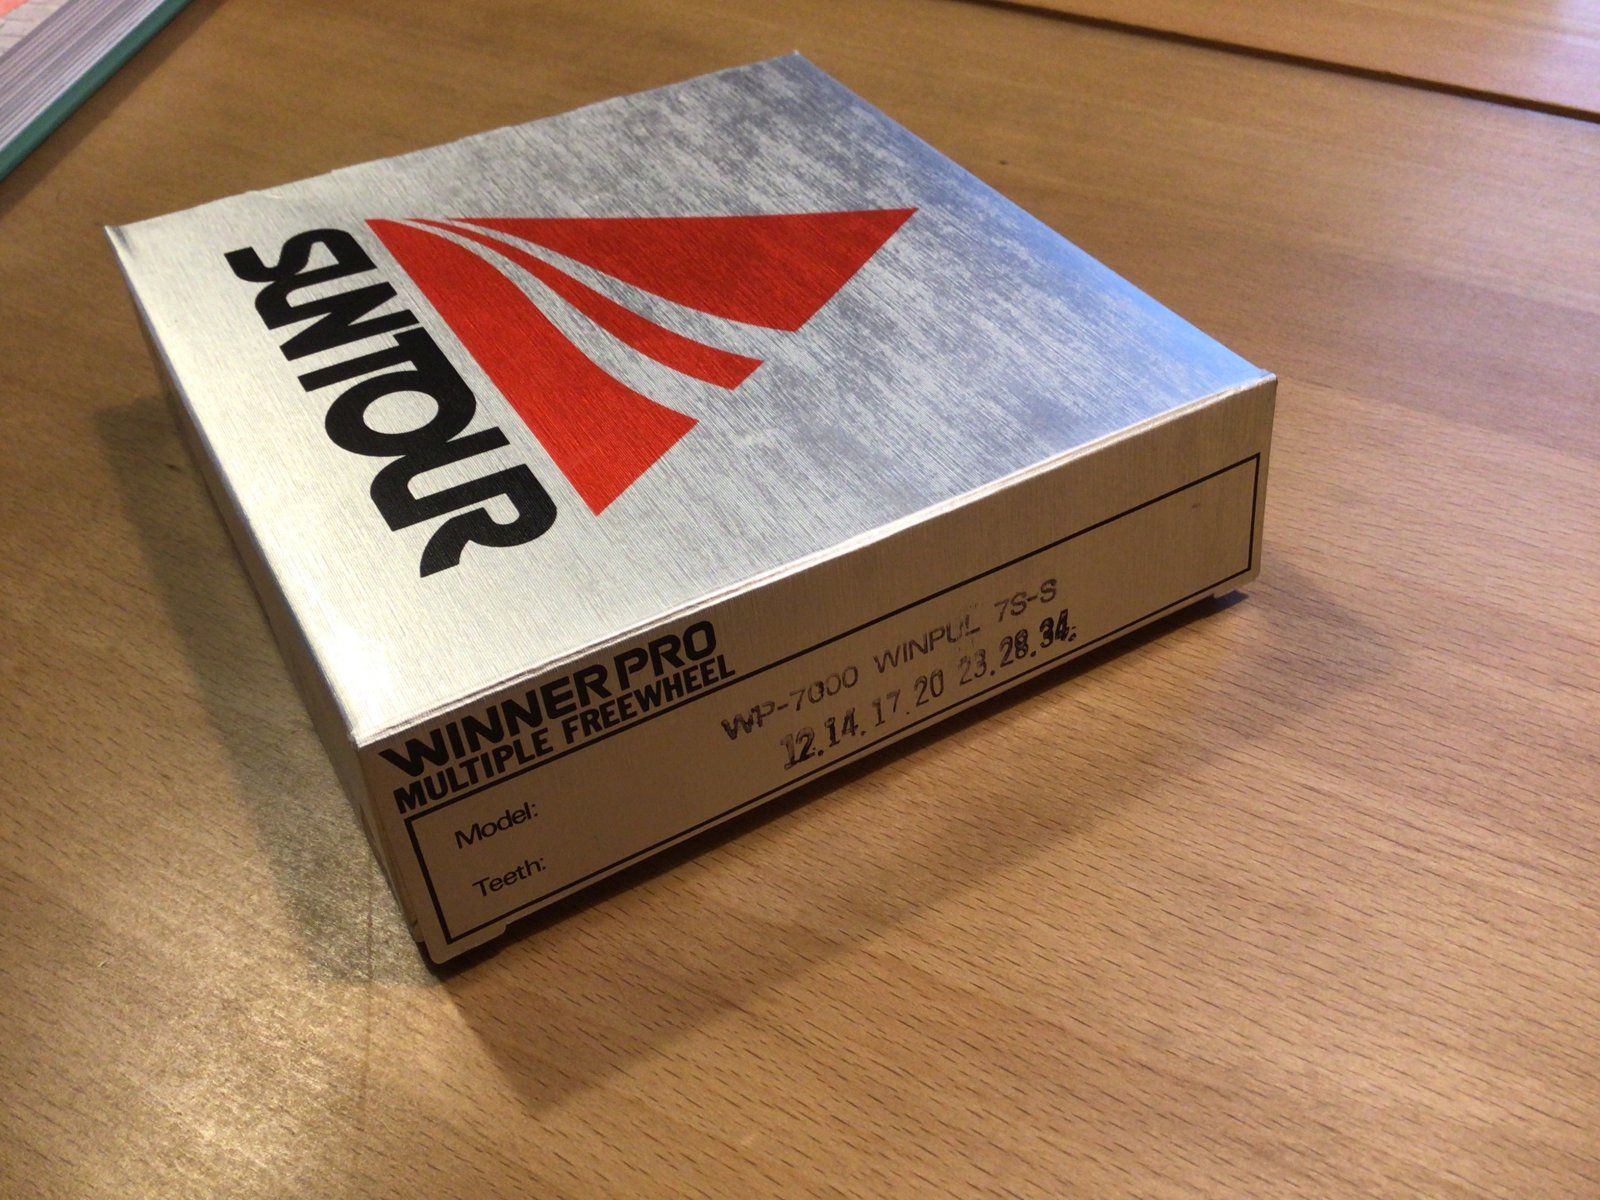 SUNTOUR
WINNER PRO
MULTIPLE FREEWHEEL
Model: WP-7000 WINPUL 7S-S
Teeth: 12.14.17.20 23.28.34.